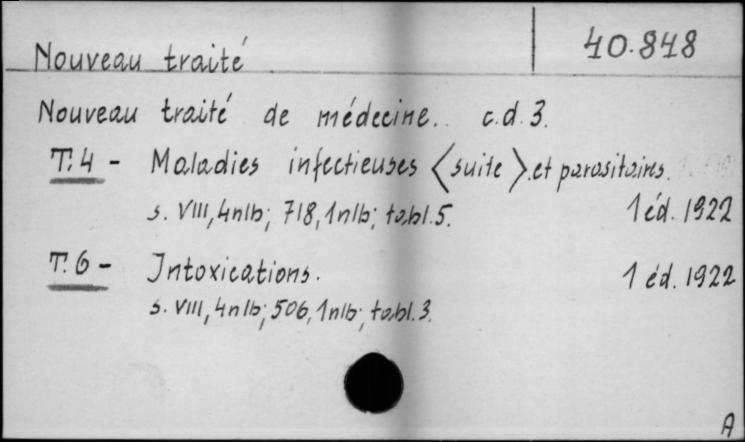 Nouveau traité 40.848
Nouveau traité de médecine. c.d. 3.
T. 4 - Maladies infectieuses <suite>. et parasitaires.
s. VIII, 4nlb; 718, 1nlb; tabl. 5. 1 éd. 1922
T. 6 - Intoxications. 1 éd. 1922
s. VIII, 4nlb; 506, 1nlb; tabl. 3.
A